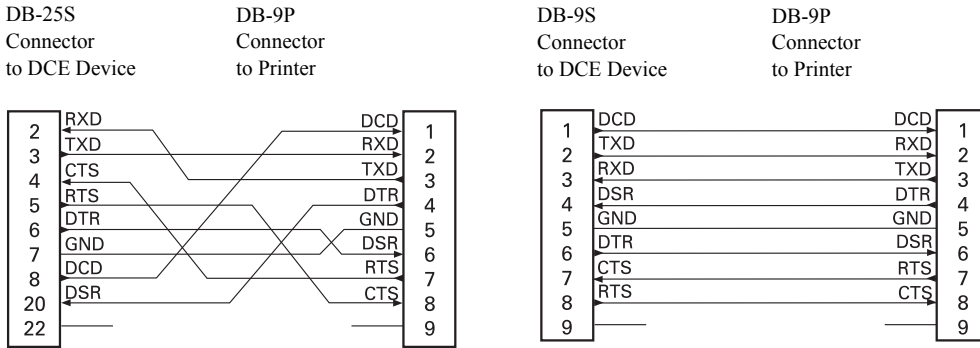 DB-25S
Connector
to DCE Device
DB-9P
Connector
to Printer
2
3
4
5
6
7
8
20
22
RXD
TXD
CTS
RTS
DTR
GND
DCD
DSR
DCD
RXD
TXD
DTR
GND
DSR
RTS
CTS
1
2
3
4
5
6
7
8
9
DB-9S
Connector
to DCE Device
DB-9P
Connector
to Printer
1
2
3
4
5
6
7
8
9
DCD
TXD
RXD
DSR
GND
DTR
CTS
RTS
DCD
RXD
TXD
DTR
GND
DSR
RTS
CTS
1
2
3
4
5
6
7
8
9